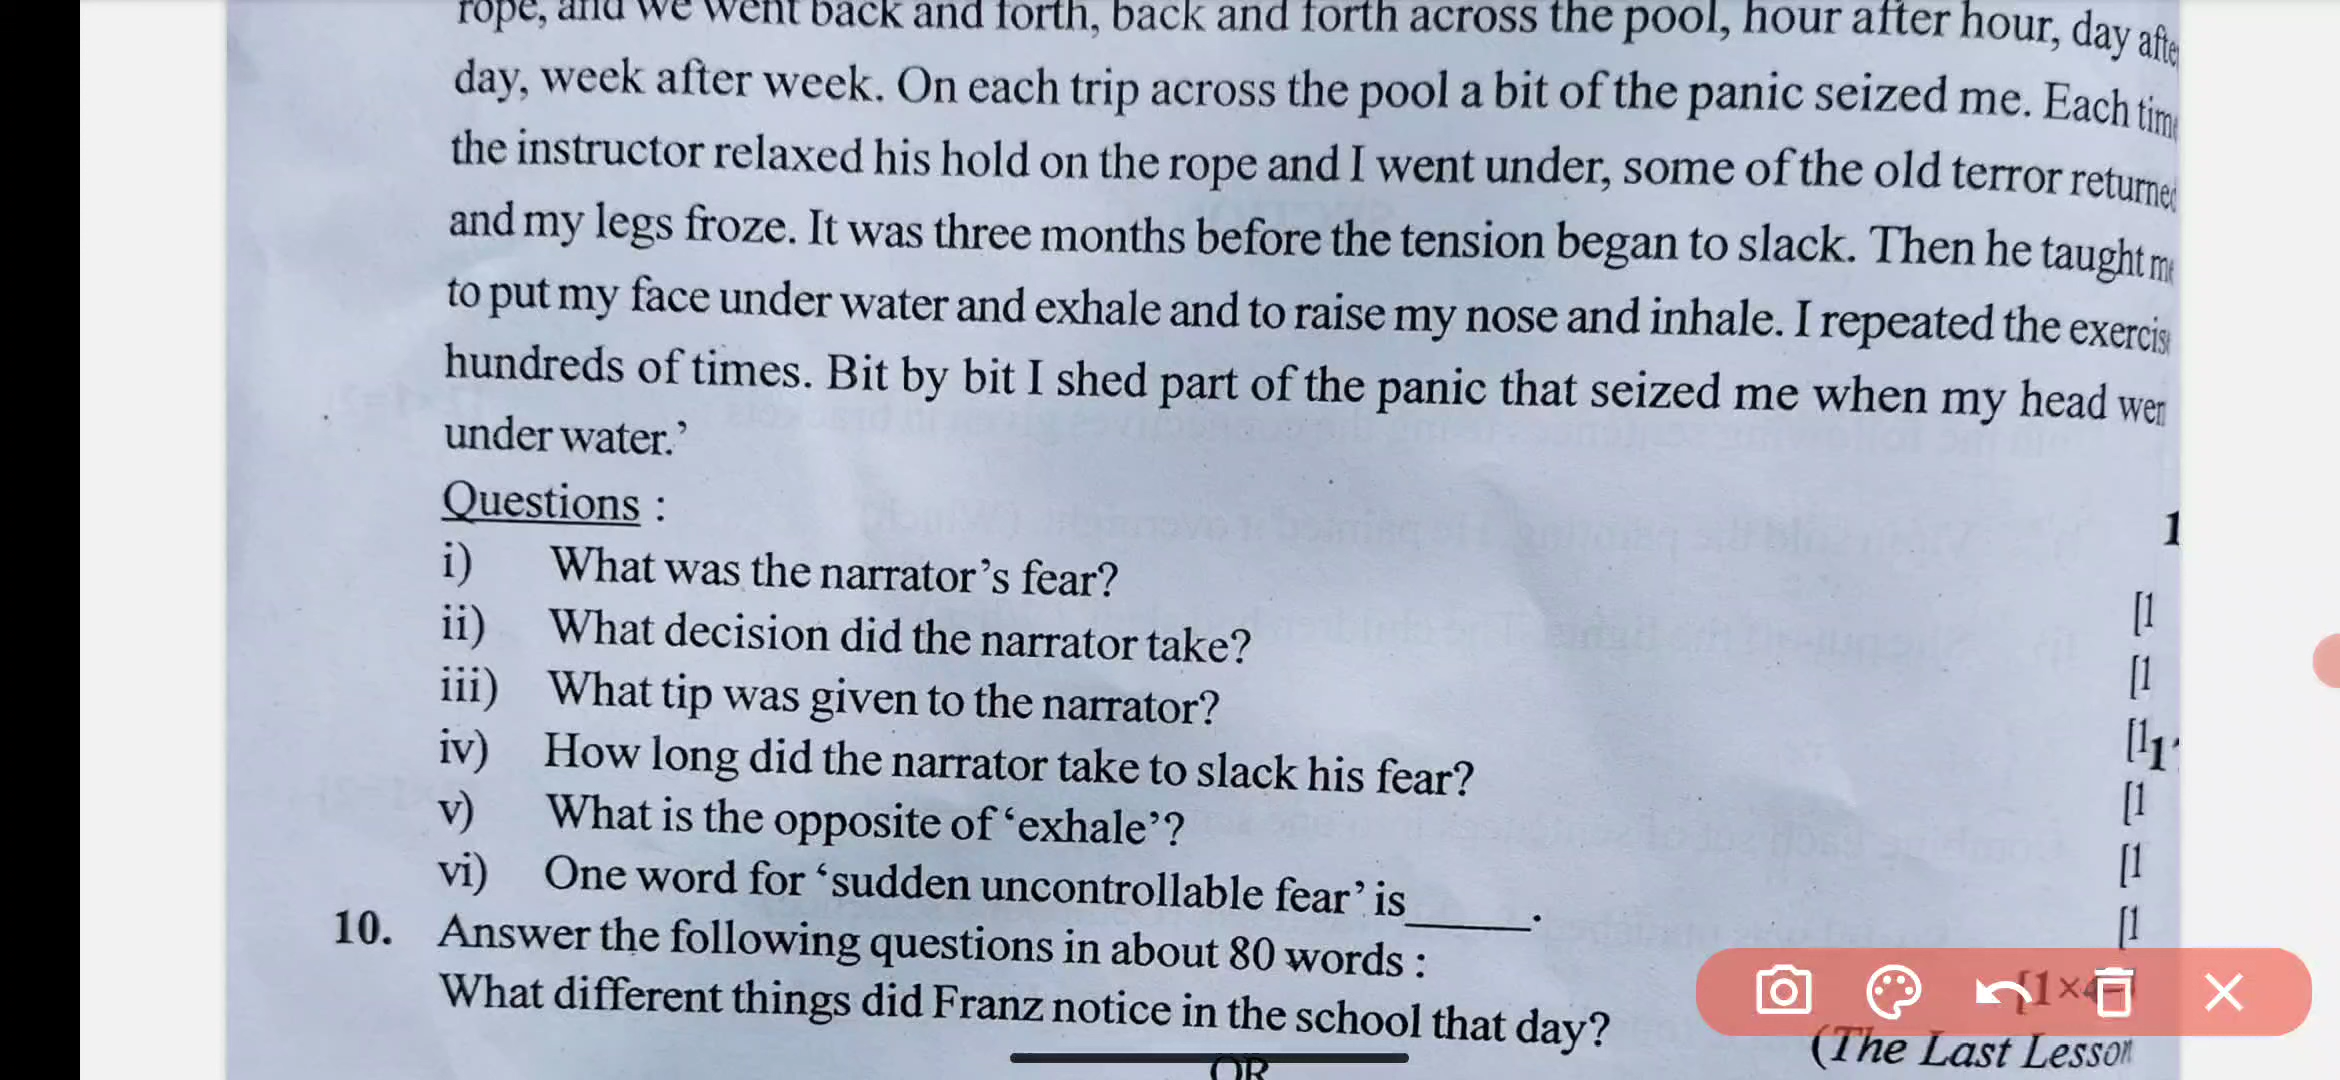 rope, and we went back and forth, back and forth across the pool, hour after hour, day after
day, week after week. On each trip across the pool a bit of the panic seized me. Each time
the instructor relaxed his hold on the rope and I went under, some of the old terror returned
and my legs froze. It was three months before the tension began to slack. Then he taught me
to put my face under water and exhale and to raise my nose and inhale. I repeated the exercis
hundreds of times. Bit by bit I shed part of the panic that seized me when my head wen
under water.’
Questions :
1
i) What was the narrator’s fear? [1
ii) What decision did the narrator take? [1
iii) What tip was given to the narrator? [1
iv) How long did the narrator take to slack his fear? [1
v) What is the opposite of ‘exhale’? [1
vi) One word for ‘sudden uncontrollable fear’ is______. [1
10. Answer the following questions in about 80 words : [1×4
What different things did Franz notice in the school that day? (The Last Lesson
OR